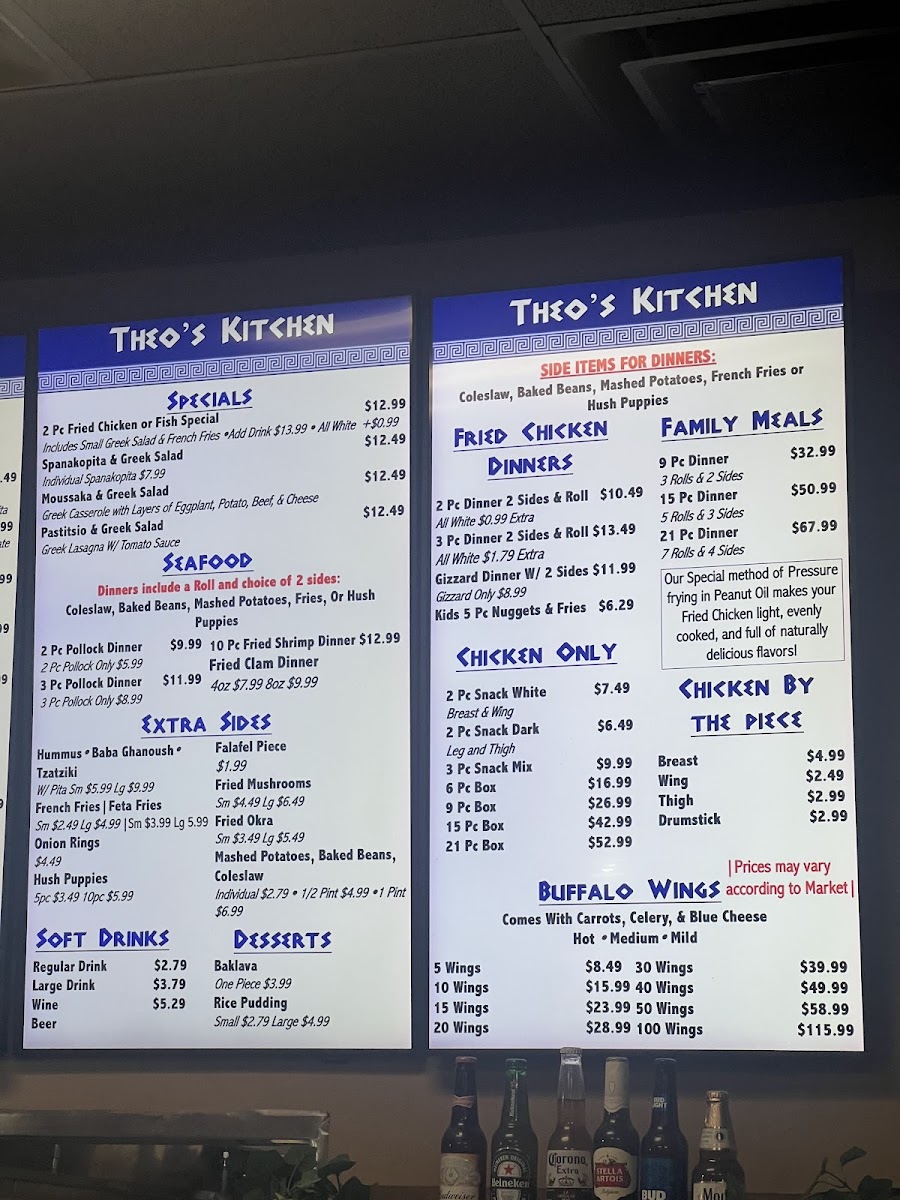 .49
ta
99
ate
99
99
9
THEO'S KITCHEN
SPECIALS
2 Pc Fried Chicken or Fish Special $12.99
Includes Small Greek Salad & French Fries •Add Drink $13.99 • All White +$0.99
Spanakopita & Greek Salad $12.49
Individual Spanakopita $7.99
Moussaka & Greek Salad $12.49
Greek Casserole with Layers of Eggplant, Potato, Beef, & Cheese
Pastitsio & Greek Salad $12.49
Greek Lasagna W/ Tomato Sauce
SEAFOOD
Dinners include a Roll and choice of 2 sides:
Coleslaw, Baked Beans, Mashed Potatoes, Fries, Or Hush
Puppies
2 Pc Pollock Dinner $9.99
2 Pc Pollock Only $5.99
3 Pc Pollock Dinner $11.99
3 Pc Pollock Only $8.99
10 Pc Fried Shrimp Dinner $12.99
Fried Clam Dinner
4oz $7.99 8oz $9.99
EXTRA SIDES
Hummus • Baba Ghanoush •
Tzatziki
W/ Pita Sm $5.99 Lg $9.99
French Fries | Feta Fries
Sm $2.49 Lg $4.99 |Sm $3.99 Lg 5.99
Onion Rings
$4.49
Hush Puppies
5pc $3.49 10pc $5.99
Falafel Piece
$1.99
Fried Mushrooms
Sm $4.49 Lg $6.49
Fried Okra
Sm $3.49 Lg $5.49
Mashed Potatoes, Baked Beans,
Coleslaw
Individual $2.79 • 1/2 Pint $4.99 •1 Pint
$6.99
SOFT DRINKS
Regular Drink $2.79
Large Drink $3.79
Wine $5.29
Beer
DESSERTS
Baklava
One Piece $3.99
Rice Pudding
Small $2.79 Large $4.99
THEO'S KITCHEN
SIDE ITEMS FOR DINNERS:
Coleslaw, Baked Beans, Mashed Potatoes, French Fries or
Hush Puppies
FRIED CHICKEN
DINNERS
2 Pc Dinner 2 Sides & Roll $10.49
All White $0.99 Extra
3 Pc Dinner 2 Sides & Roll $13.49
All White $1.79 Extra
Gizzard Dinner W/ 2 Sides $11.99
Gizzard Only $8.99
Kids 5 Pc Nuggets & Fries $6.29
FAMILY MEALS
9 Pc Dinner $32.99
3 Rolls & 2 Sides
15 Pc Dinner $50.99
5 Rolls & 3 Sides
21 Pc Dinner $67.99
7 Rolls & 4 Sides
Our Special method of Pressure
frying in Peanut Oil makes your
Fried Chicken light, evenly
cooked, and full of naturally
delicious flavors!
CHICKEN ONLY
2 Pc Snack White $7.49
Breast & Wing
2 Pc Snack Dark $6.49
Leg and Thigh
3 Pc Snack Mix $9.99
6 Pc Box $16.99
9 Pc Box $26.99
15 Pc Box $42.99
21 Pc Box $52.99
CHICKEN BY
THE PIECE
Breast $4.99
Wing $2.49
Thigh $2.99
Drumstick $2.99
|Prices may vary
according to Market|
BUFFALO WINGS
Comes With Carrots, Celery, & Blue Cheese
Hot • Medium • Mild
5 Wings $8.49 30 Wings $39.99
10 Wings $15.99 40 Wings $49.99
15 Wings $23.99 50 Wings $58.99
20 Wings $28.99 100 Wings $115.99
Heineken
Corona
Extra
STELLA
ARTOIS
BUD
LIGHT
BUD